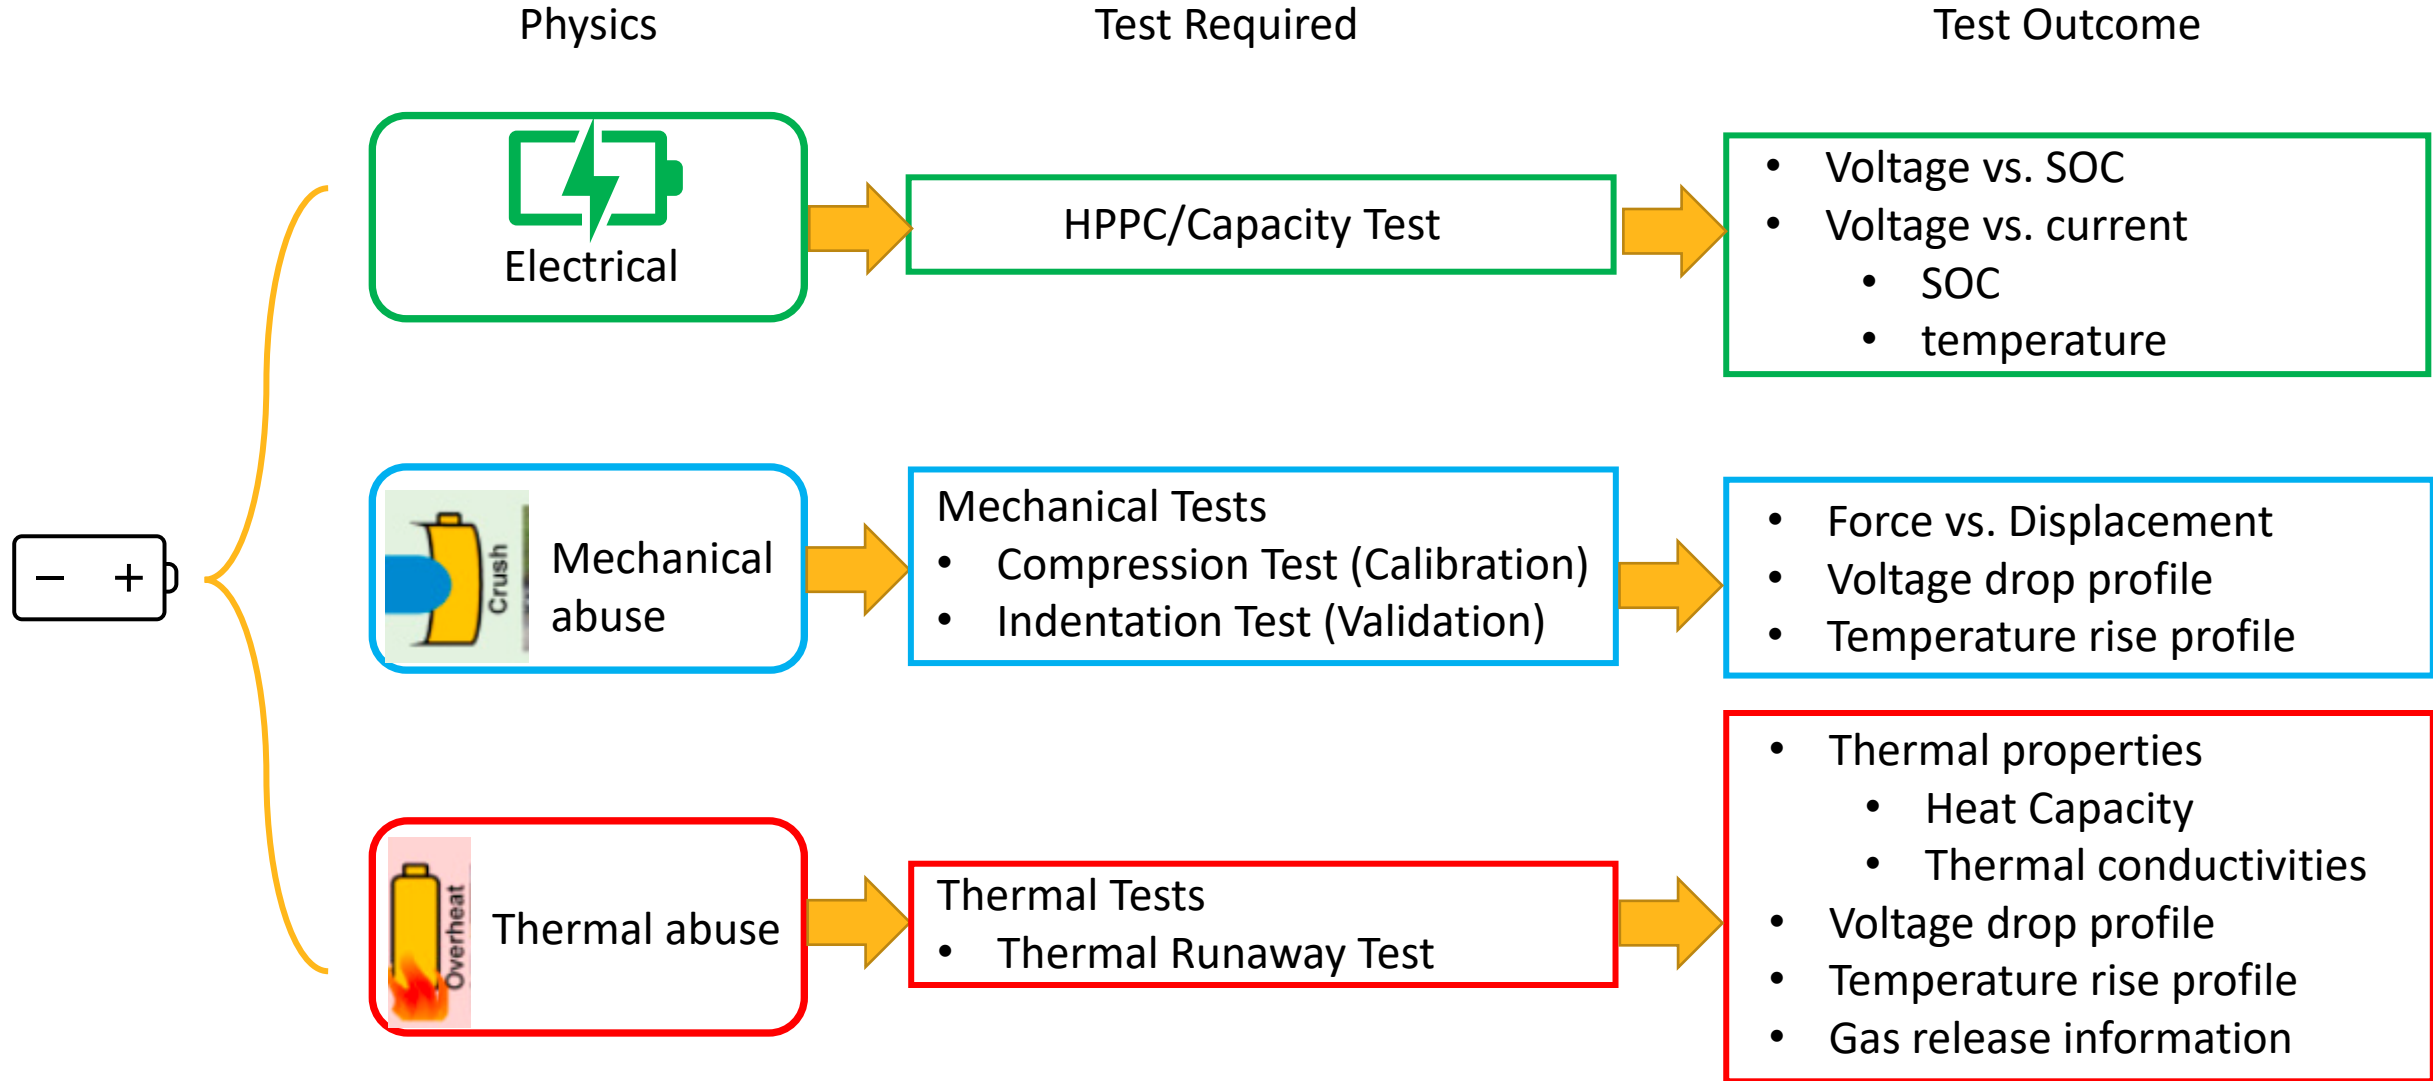 Physics
Test Required
Test Outcome
Electrical
HPPC/Capacity Test
• Voltage vs. SOC
• Voltage vs. current
• SOC
• temperature
Crush
Mechanical
abuse
Mechanical Tests
• Compression Test (Calibration)
• Indentation Test (Validation)
• Force vs. Displacement
• Voltage drop profile
• Temperature rise profile
Overheat
Thermal abuse
Thermal Tests
• Thermal Runaway Test
• Thermal properties
• Heat Capacity
• Thermal conductivities
• Voltage drop profile
• Temperature rise profile
• Gas release information